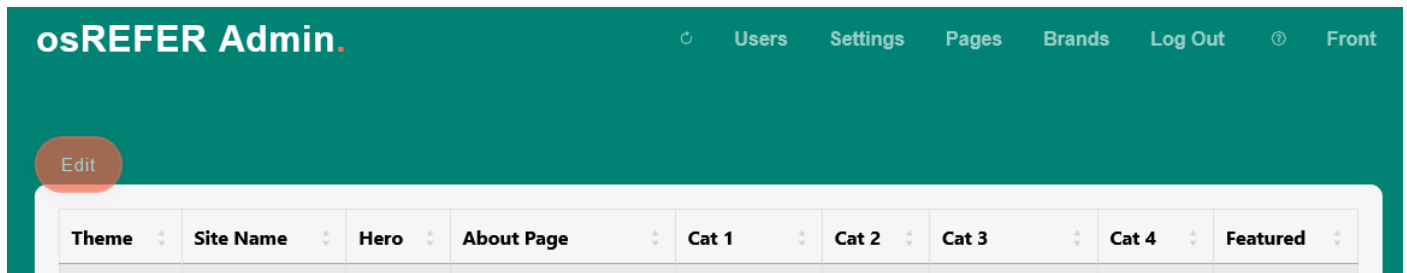 osREFER Admin. Users Settings Pages Brands Log Out Front
Edit
Theme Site Name Hero About Page Cat 1 Cat 2 Cat 3 Cat 4 Featured